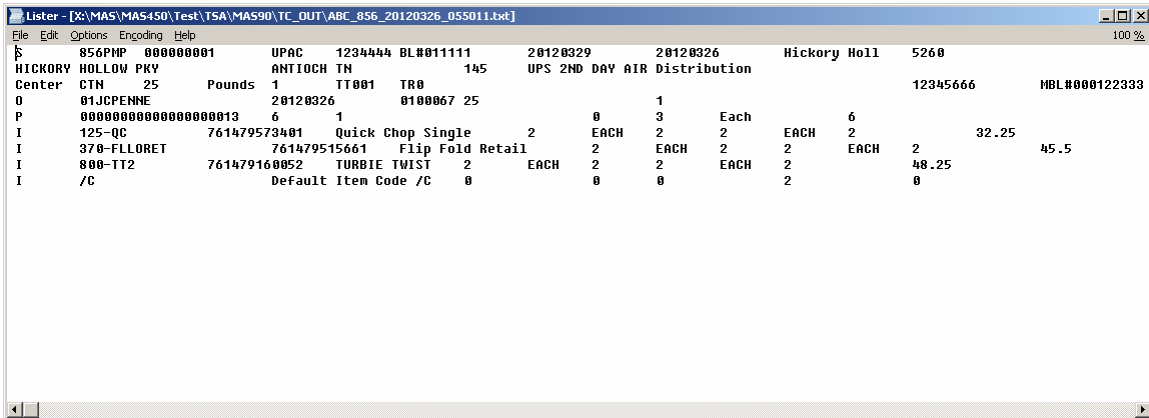 Lister - [X:\MAS\MAS450\Test\TSA\MAS90\TC_OUT\ABC_856_20120326_055011.txt]
File Edit Options Encoding Help 100 %
S 856PMP 000000001 UPAC 1234444 BL#011111 20120329 20120326 Hickory Holl 5260
HICKORY HOLLOW PKY ANTIOCH TN 145 UPS 2ND DAY AIR Distribution
Center CTN 25 Pounds 1 TT001 TR0 12345666 MBL#000122333
O 01JCPENNE 20120326 0100067 25 1
P 00000000000000000013 6 1 0 3 Each 6
I 125-QC 761479573401 Quick Chop Single 2 EACH 2 2 EACH 2 32.25
I 370-FLLORET 761479515661 Flip Fold Retail 2 EACH 2 2 EACH 2 45.5
I 800-TT2 761479160052 TURBIE TWIST 2 EACH 2 2 EACH 2 48.25
I /C Default Item Code /C 0 0 0 2 0